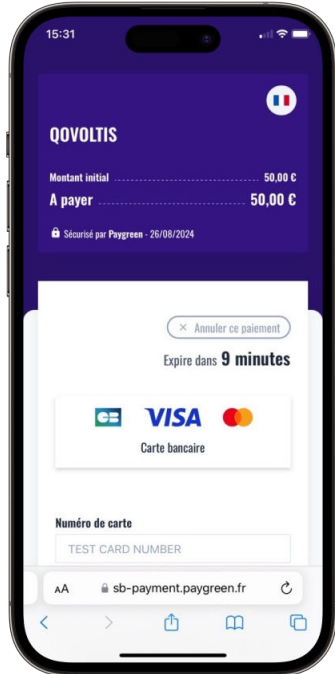 15:31
QOVOLTIS
Montant initial 50,00 €
A payer 50,00 €
Sécurisé par Paygreen - 26/08/2024
× Annuler ce paiement
Expire dans 9 minutes
CB VISA
Carte bancaire
Numéro de carte
TEST CARD NUMBER
AA sb-payment.paygreen.fr